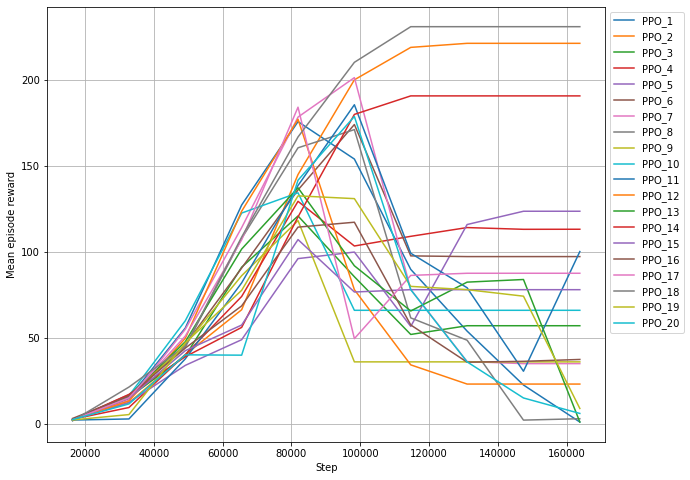 Mean episode reward
200
150
100
50
0
20000 40000 60000 80000 100000 120000 140000 160000
Step
PPO_1
PPO_2
PPO_3
PPO_4
PPO_5
PPO_6
PPO_7
PPO_8
PPO_9
PPO_10
PPO_11
PPO_12
PPO_13
PPO_14
PPO_15
PPO_16
PPO_17
PPO_18
PPO_19
PPO_20